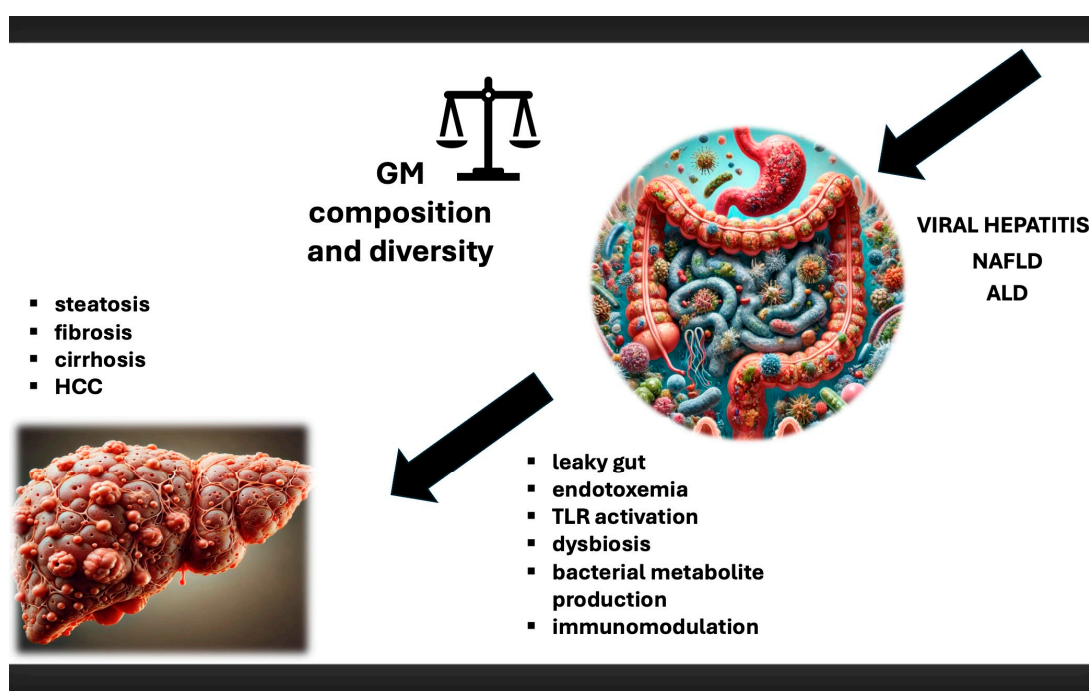 GM
composition
and diversity
VIRAL HEPATITIS
NAFLD
ALD
▪ steatosis
▪ fibrosis
▪ cirrhosis
▪ HCC
▪ leaky gut
▪ endotoxemia
▪ TLR activation
▪ dysbiosis
▪ bacterial metabolite
production
▪ immunomodulation